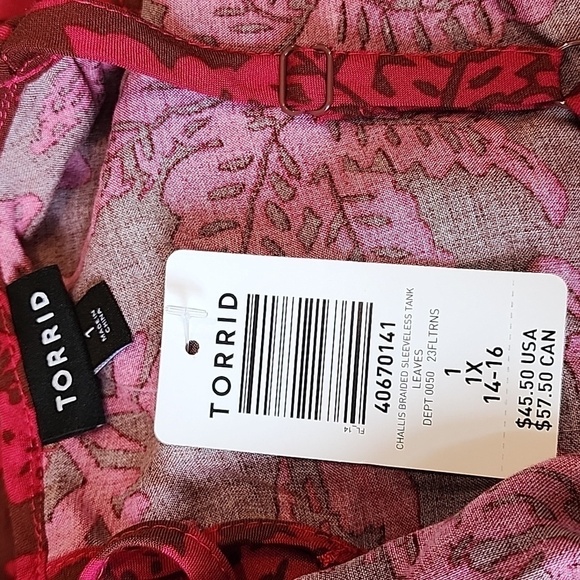 TORRID
1
MADE IN
CHINA
TORRID
FL_14
40670141
CHALLIS BRAIDED SLEEVELESS TANK
LEAVES
DEPT 0050 23FLTRNS
1
1X
14-16
$45.50 USA
$57.50 CAN